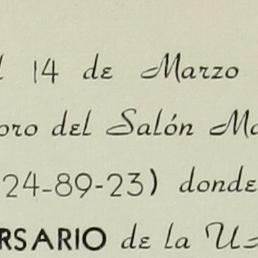 l 14 de Marzo
oro del Salón Ma
24-89-23) donde
RSARIO de la U